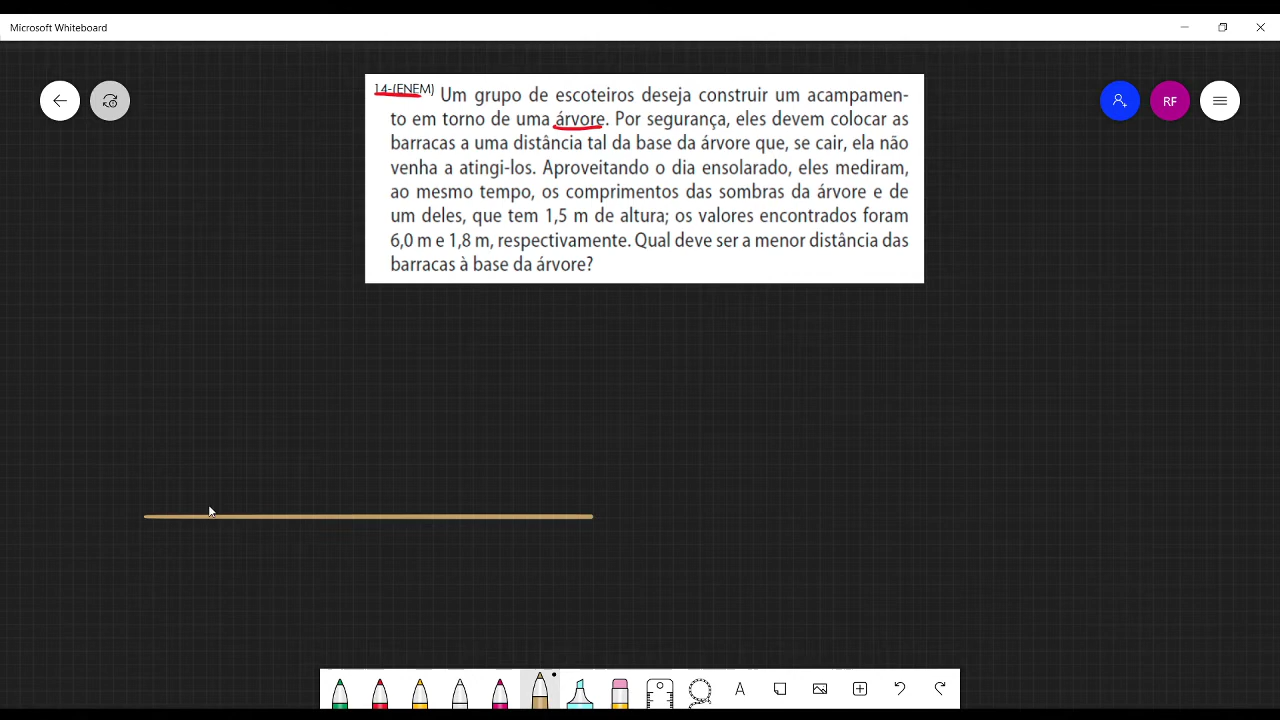 Microsoft Whiteboard
RF
14-(ENEM) Um grupo de escoteiros deseja construir um acampamen-
to em torno de uma árvore. Por segurança, eles devem colocar as
barracas a uma distância tal da base da árvore que, se cair, ela não
venha a atingi-los. Aproveitando o dia ensolarado, eles mediram,
ao mesmo tempo, os comprimentos das sombras da árvore e de
um deles, que tem 1,5 m de altura; os valores encontrados foram
6,0 m e 1,8 m, respectivamente. Qual deve ser a menor distância das
barracas à base da árvore?
A